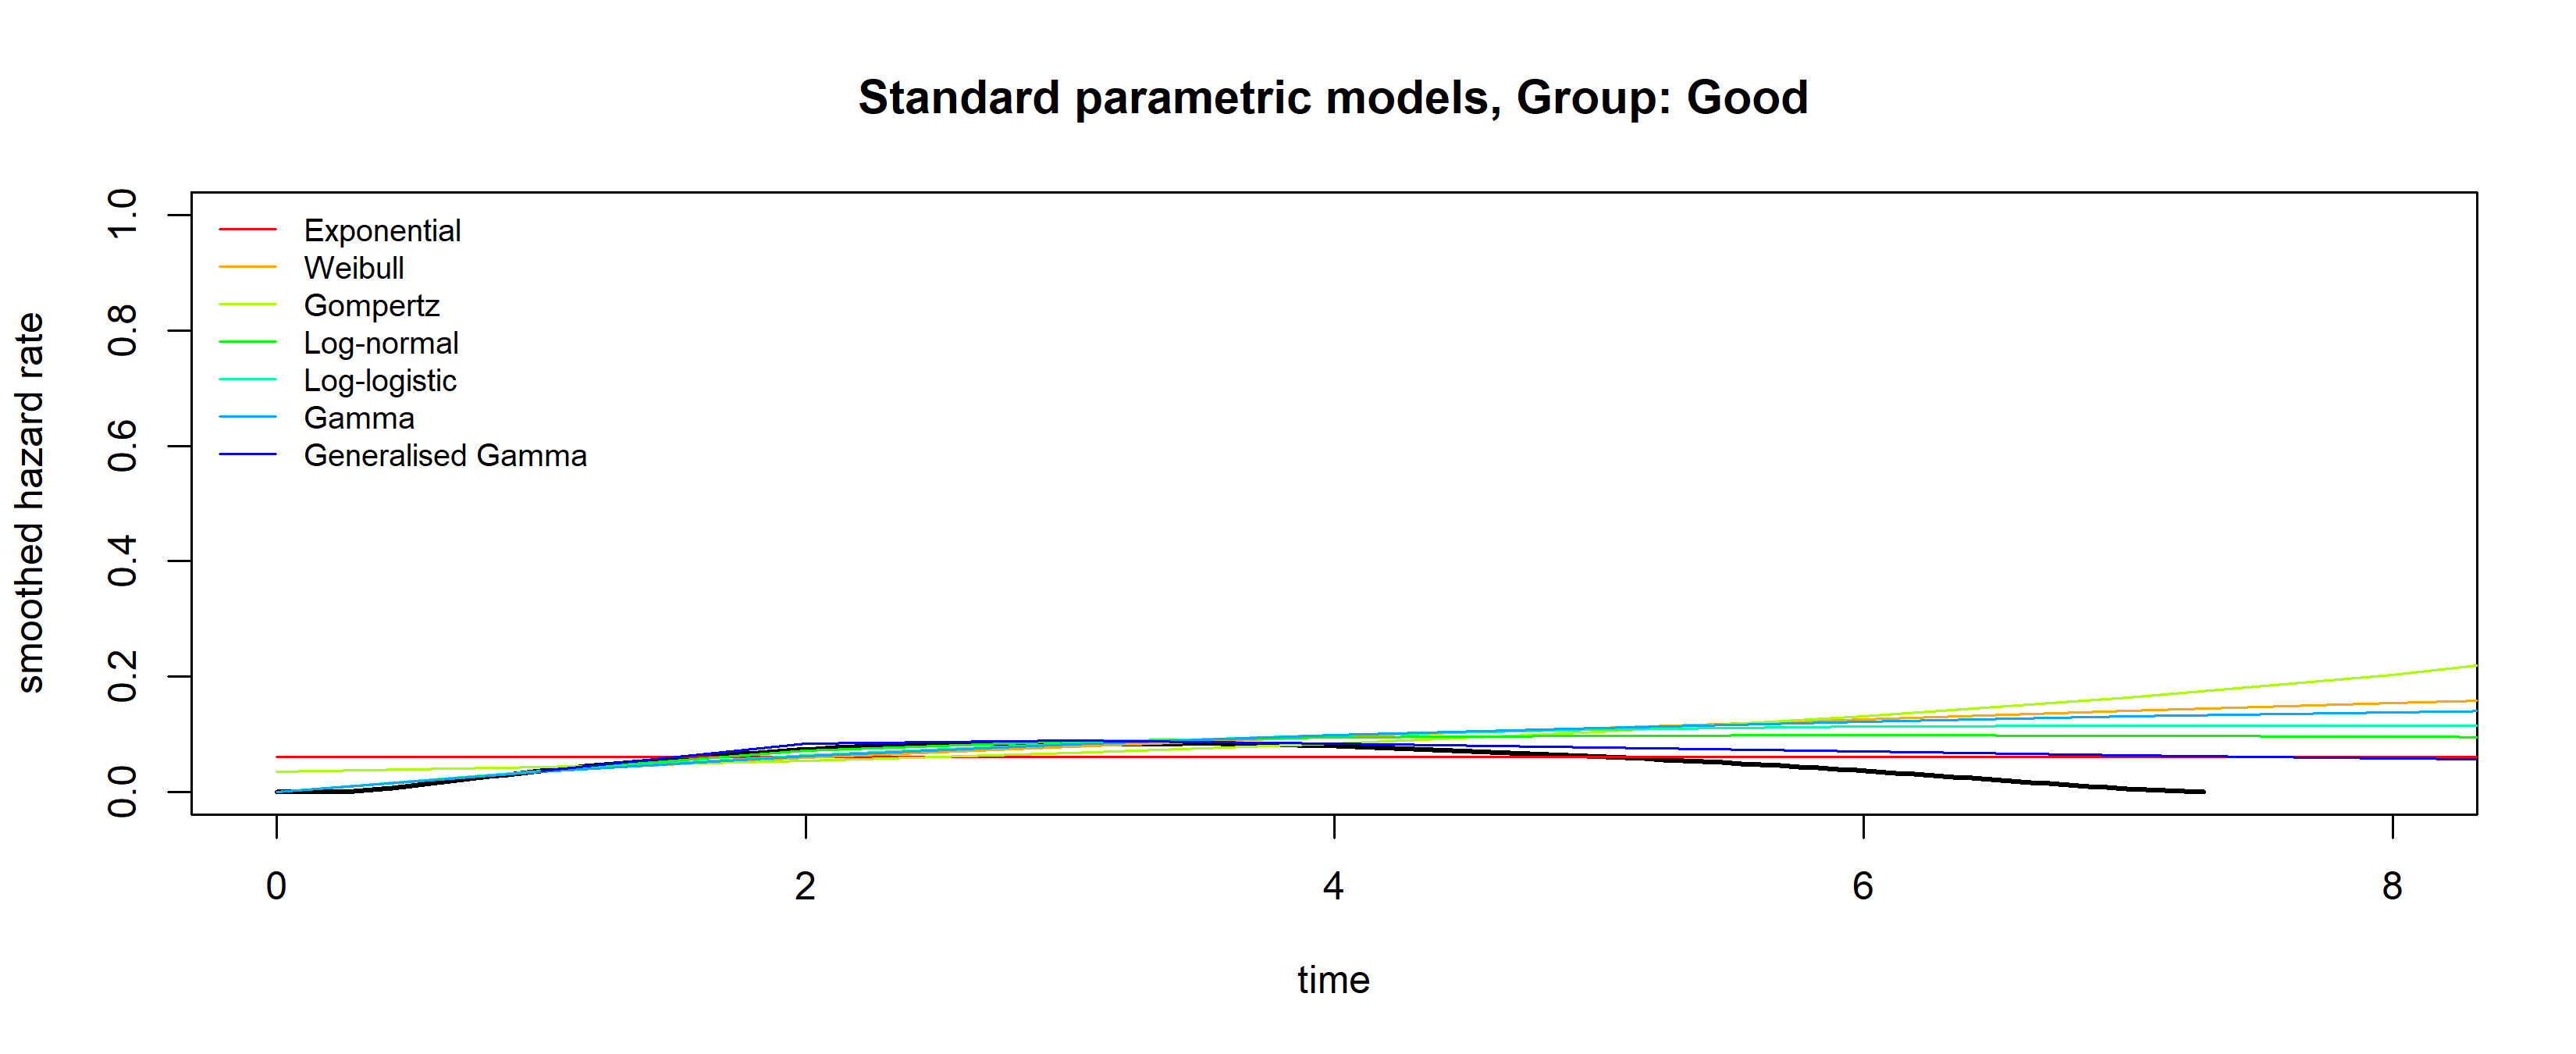 Standard parametric models, Group: Good
smoothed hazard rate
1.0
0.8
0.6
0.4
0.2
0.0
Exponential
Weibull
Gompertz
Log-normal
Log-logistic
Gamma
Generalised Gamma
0 2 4 6 8
time